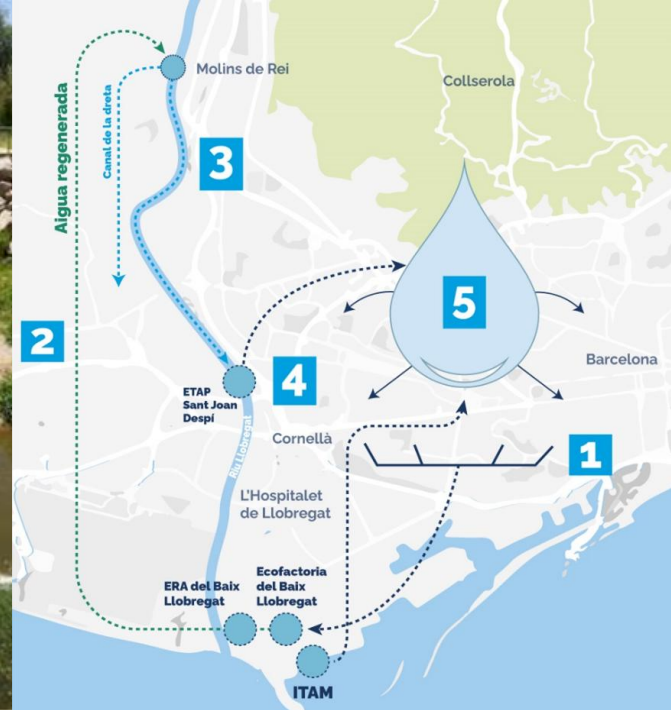 Molins de Rei
Collserola
Aigua regenerada
Canal de la dreta
3
5
2
Barcelona
4
ETAP
Sant Joan
Despí
Riu Llobregat
Cornellà
1
L'Hospitalet
de Llobregat
ERA del Baix
Llobregat
Ecofactoria
del Baix
Llobregat
ITAM